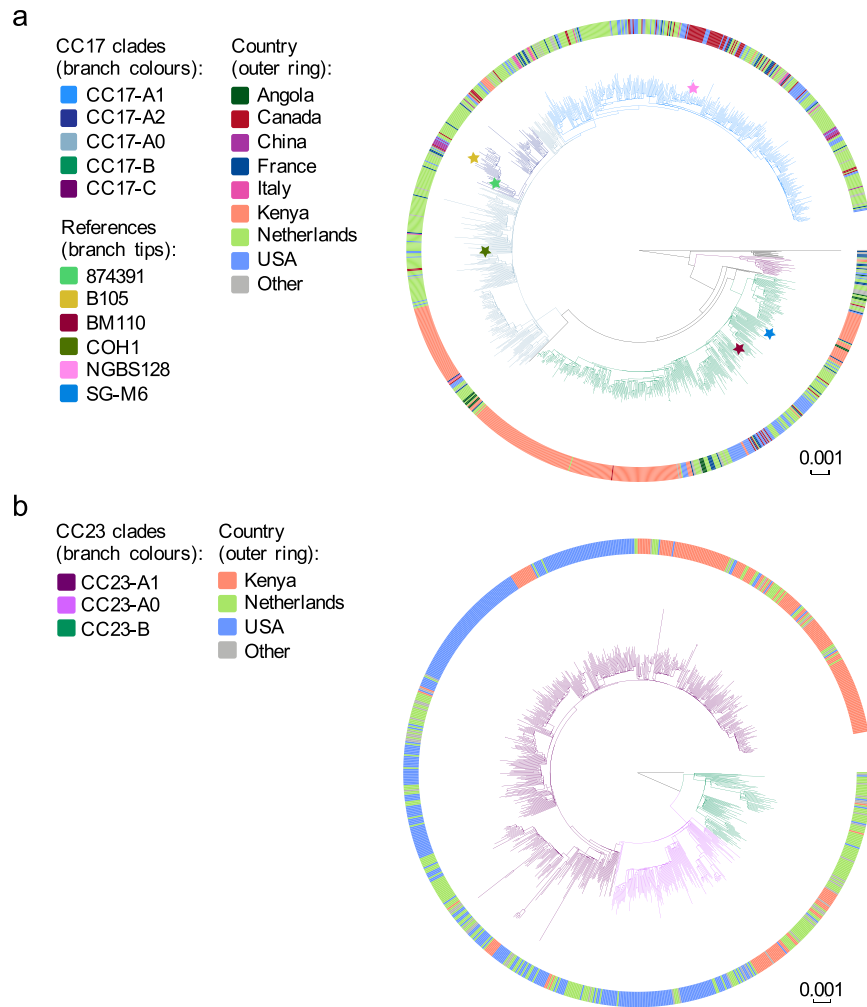 a
CC17 clades
(branch colours):
CC17-A1
CC17-A2
CC17-A0
CC17-B
CC17-C
References
(branch tips):
874391
B105
BM110
COH1
NGBS128
SG-M6
Country
(outer ring):
Angola
Canada
China
France
Italy
Kenya
Netherlands
USA
Other
0.001
b
CC23 clades
(branch colours):
CC23-A1
CC23-A0
CC23-B
Country
(outer ring):
Kenya
Netherlands
USA
Other
0.001